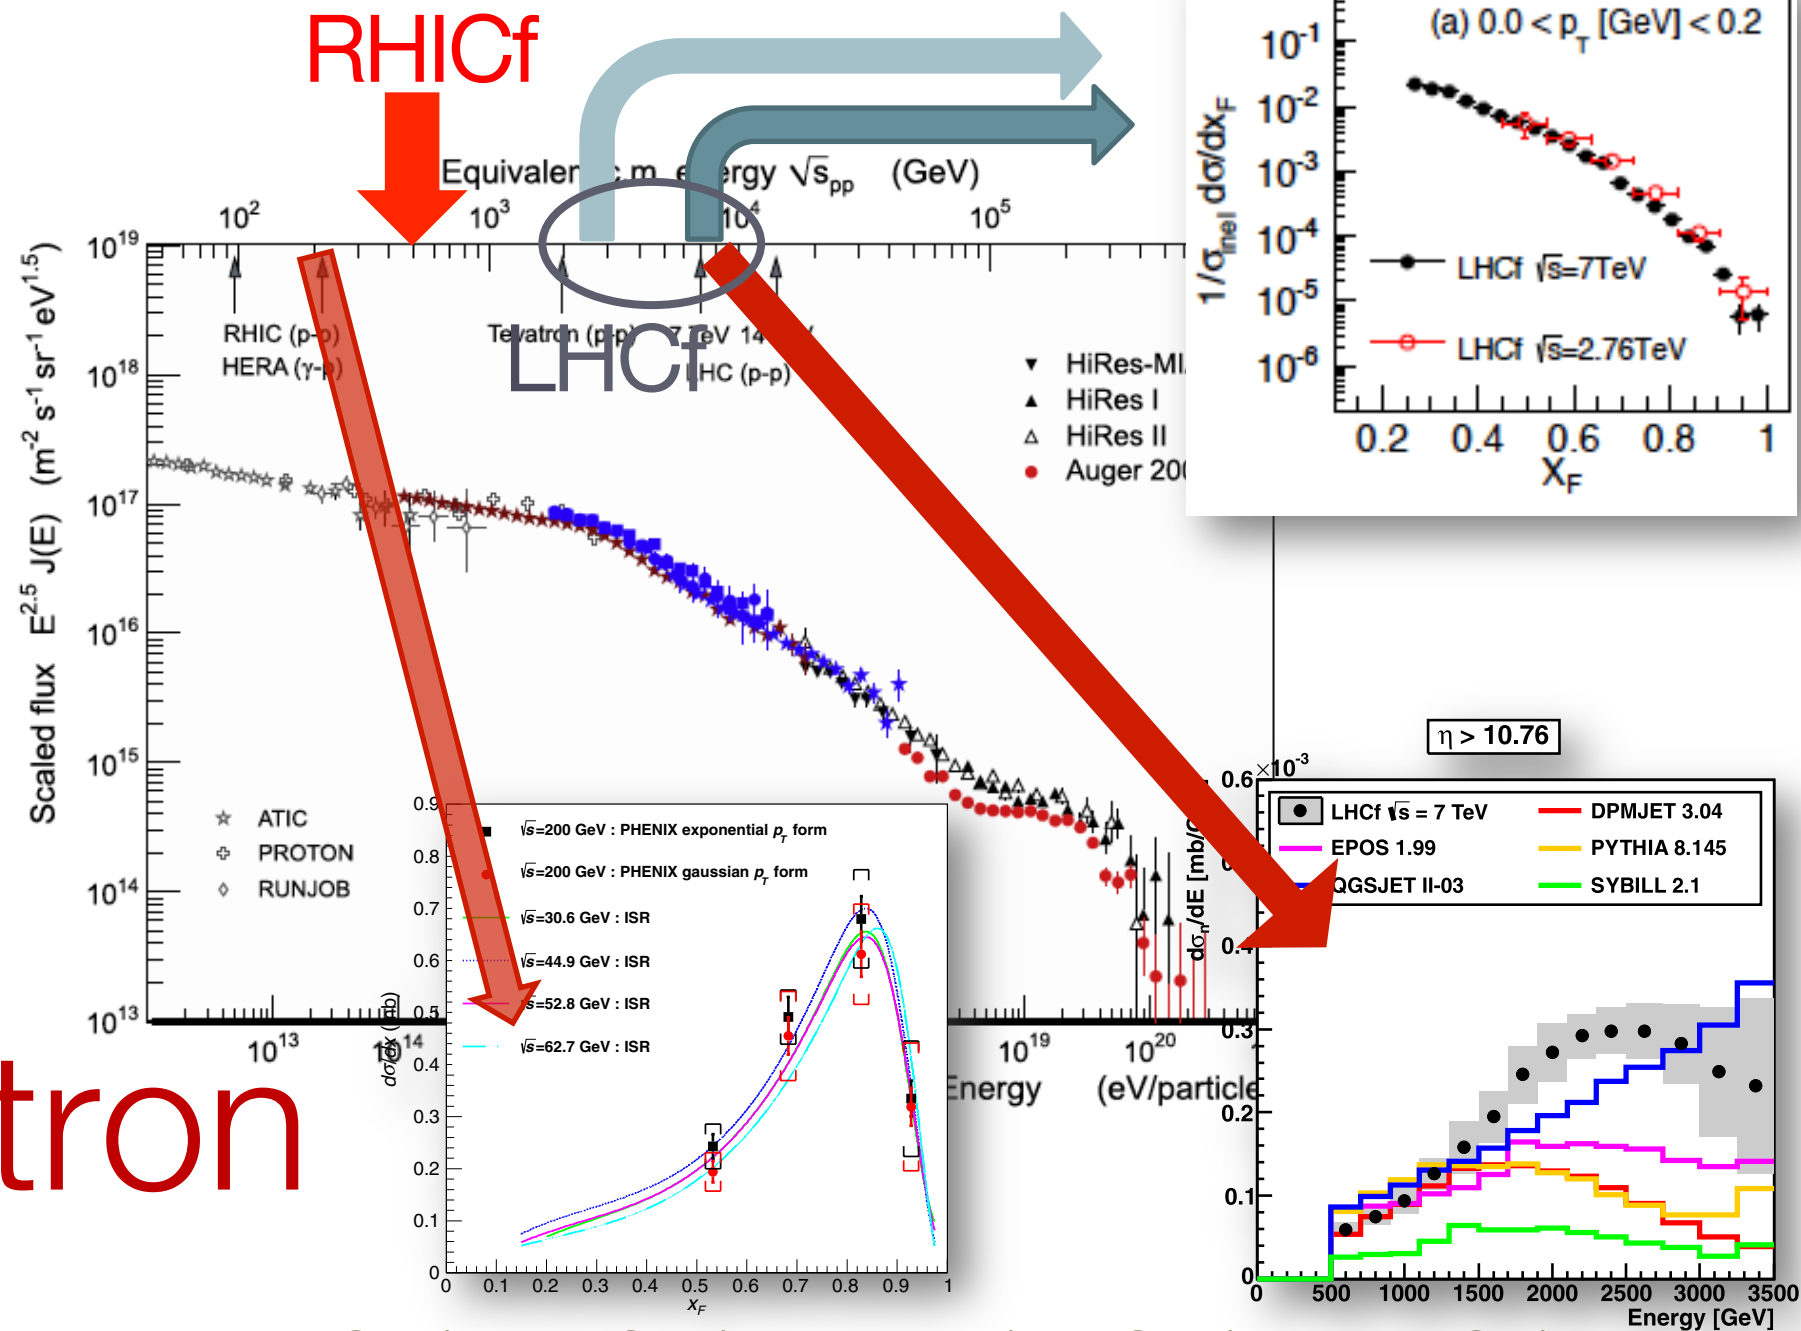 RHICf
Equivalent c.m. energy √s_pp (GeV)
10^2 10^3 10^4 10^5
Scaled flux E^2.5 J(E) (m^-2 s^-1 sr^-1 eV^1.5)
10^19
10^18
10^17
10^16
10^15
10^14
10^13
RHIC (p-p)
HERA (γ-p)
Tevatron (p-p)
7 TeV 14
LHC (p-p)
LHCf
HiRes-MI
HiRes I
HiRes II
Auger 200
ATIC
PROTON
RUNJOB
10^13 10^14 10^19 10^20
Energy (eV/particle
(a) 0.0 < p_T [GeV] < 0.2
1/σ_inel dσ/dx_F
10^-1
10^-2
10^-3
10^-4
10^-5
10^-6
LHCf √s=7TeV
LHCf √s=2.76TeV
0.2 0.4 0.6 0.8 1
X_F
tron
dσ/dx (mb)
0.9
0.8
0.7
0.6
0.5
0.4
0.3
0.2
0.1
0
√s=200 GeV : PHENIX exponential p_T form
√s=200 GeV : PHENIX gaussian p_T form
√s=30.6 GeV : ISR
√s=44.9 GeV : ISR
√s=52.8 GeV : ISR
√s=62.7 GeV : ISR
0 0.1 0.2 0.3 0.4 0.5 0.6 0.7 0.8 0.9 1
x_F
η > 10.76
×10^-3
dσ_n/dE [mb/G
0.6
0.3
0.2
0.1
0
LHCf √s = 7 TeV
EPOS 1.99
QGSJET II-03
DPMJET 3.04
PYTHIA 8.145
SYBILL 2.1
0 500 1000 1500 2000 2500 3000 3500
Energy [GeV]